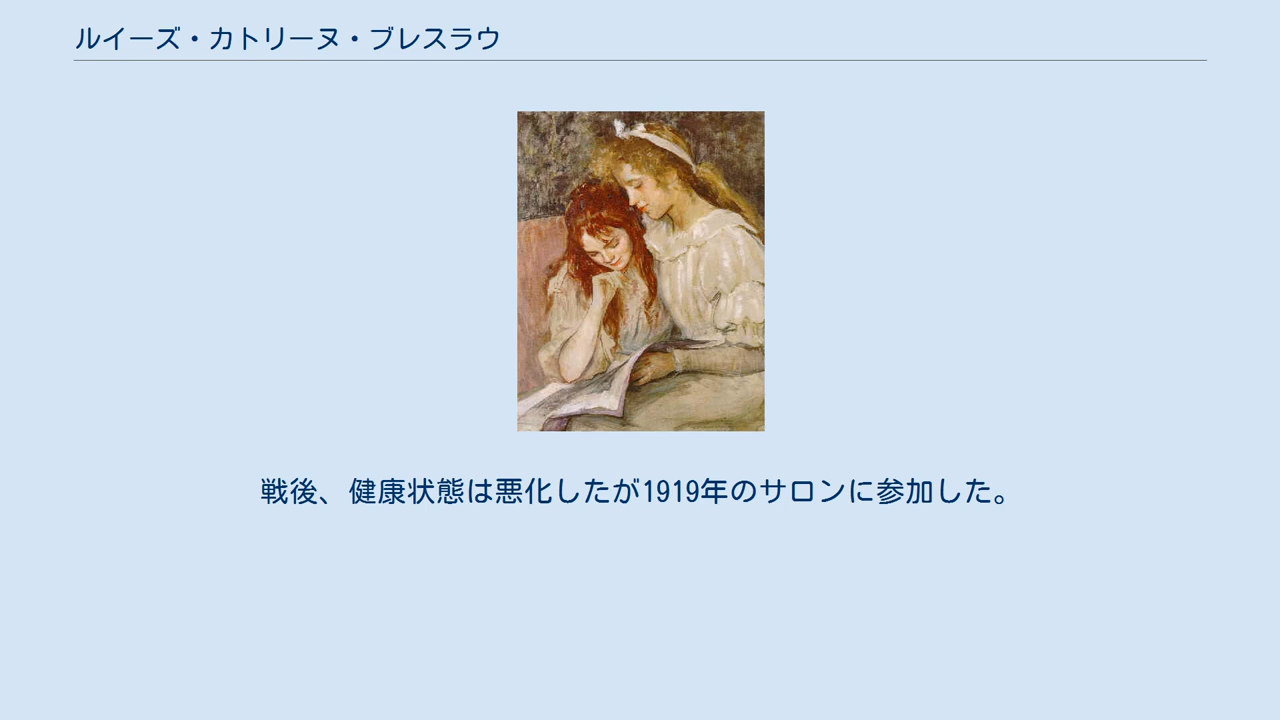 ルイーズ・カトリーヌ・ブレスラウ
戦後、健康状態は悪化したが1919年のサロンに参加した。